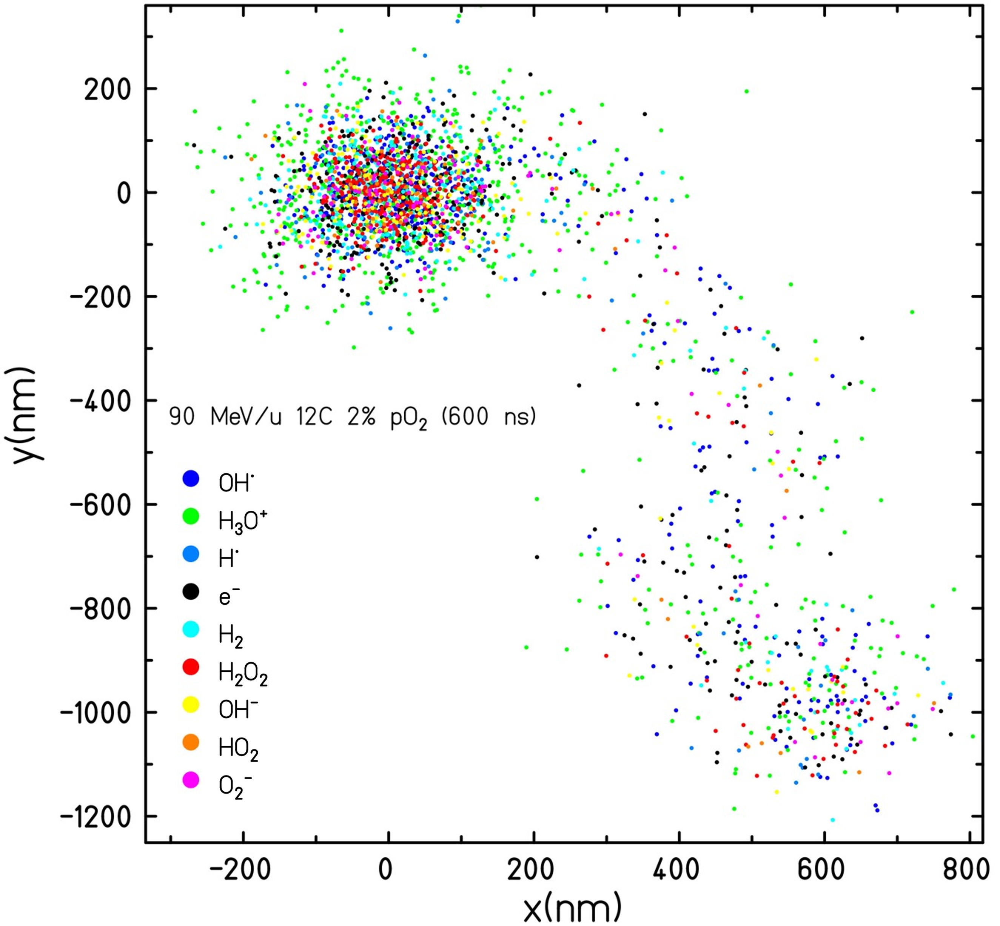 200
0
−200
−400
−600
−800
−1000
−1200
y(nm)
90 MeV/u 12C 2% pO₂ (600 ns)
OH˙
H₃O⁺
H˙
e⁻
H₂
H₂O₂
OH⁻
HO₂
O₂⁻
−200 0 200 400 600 800
x(nm)